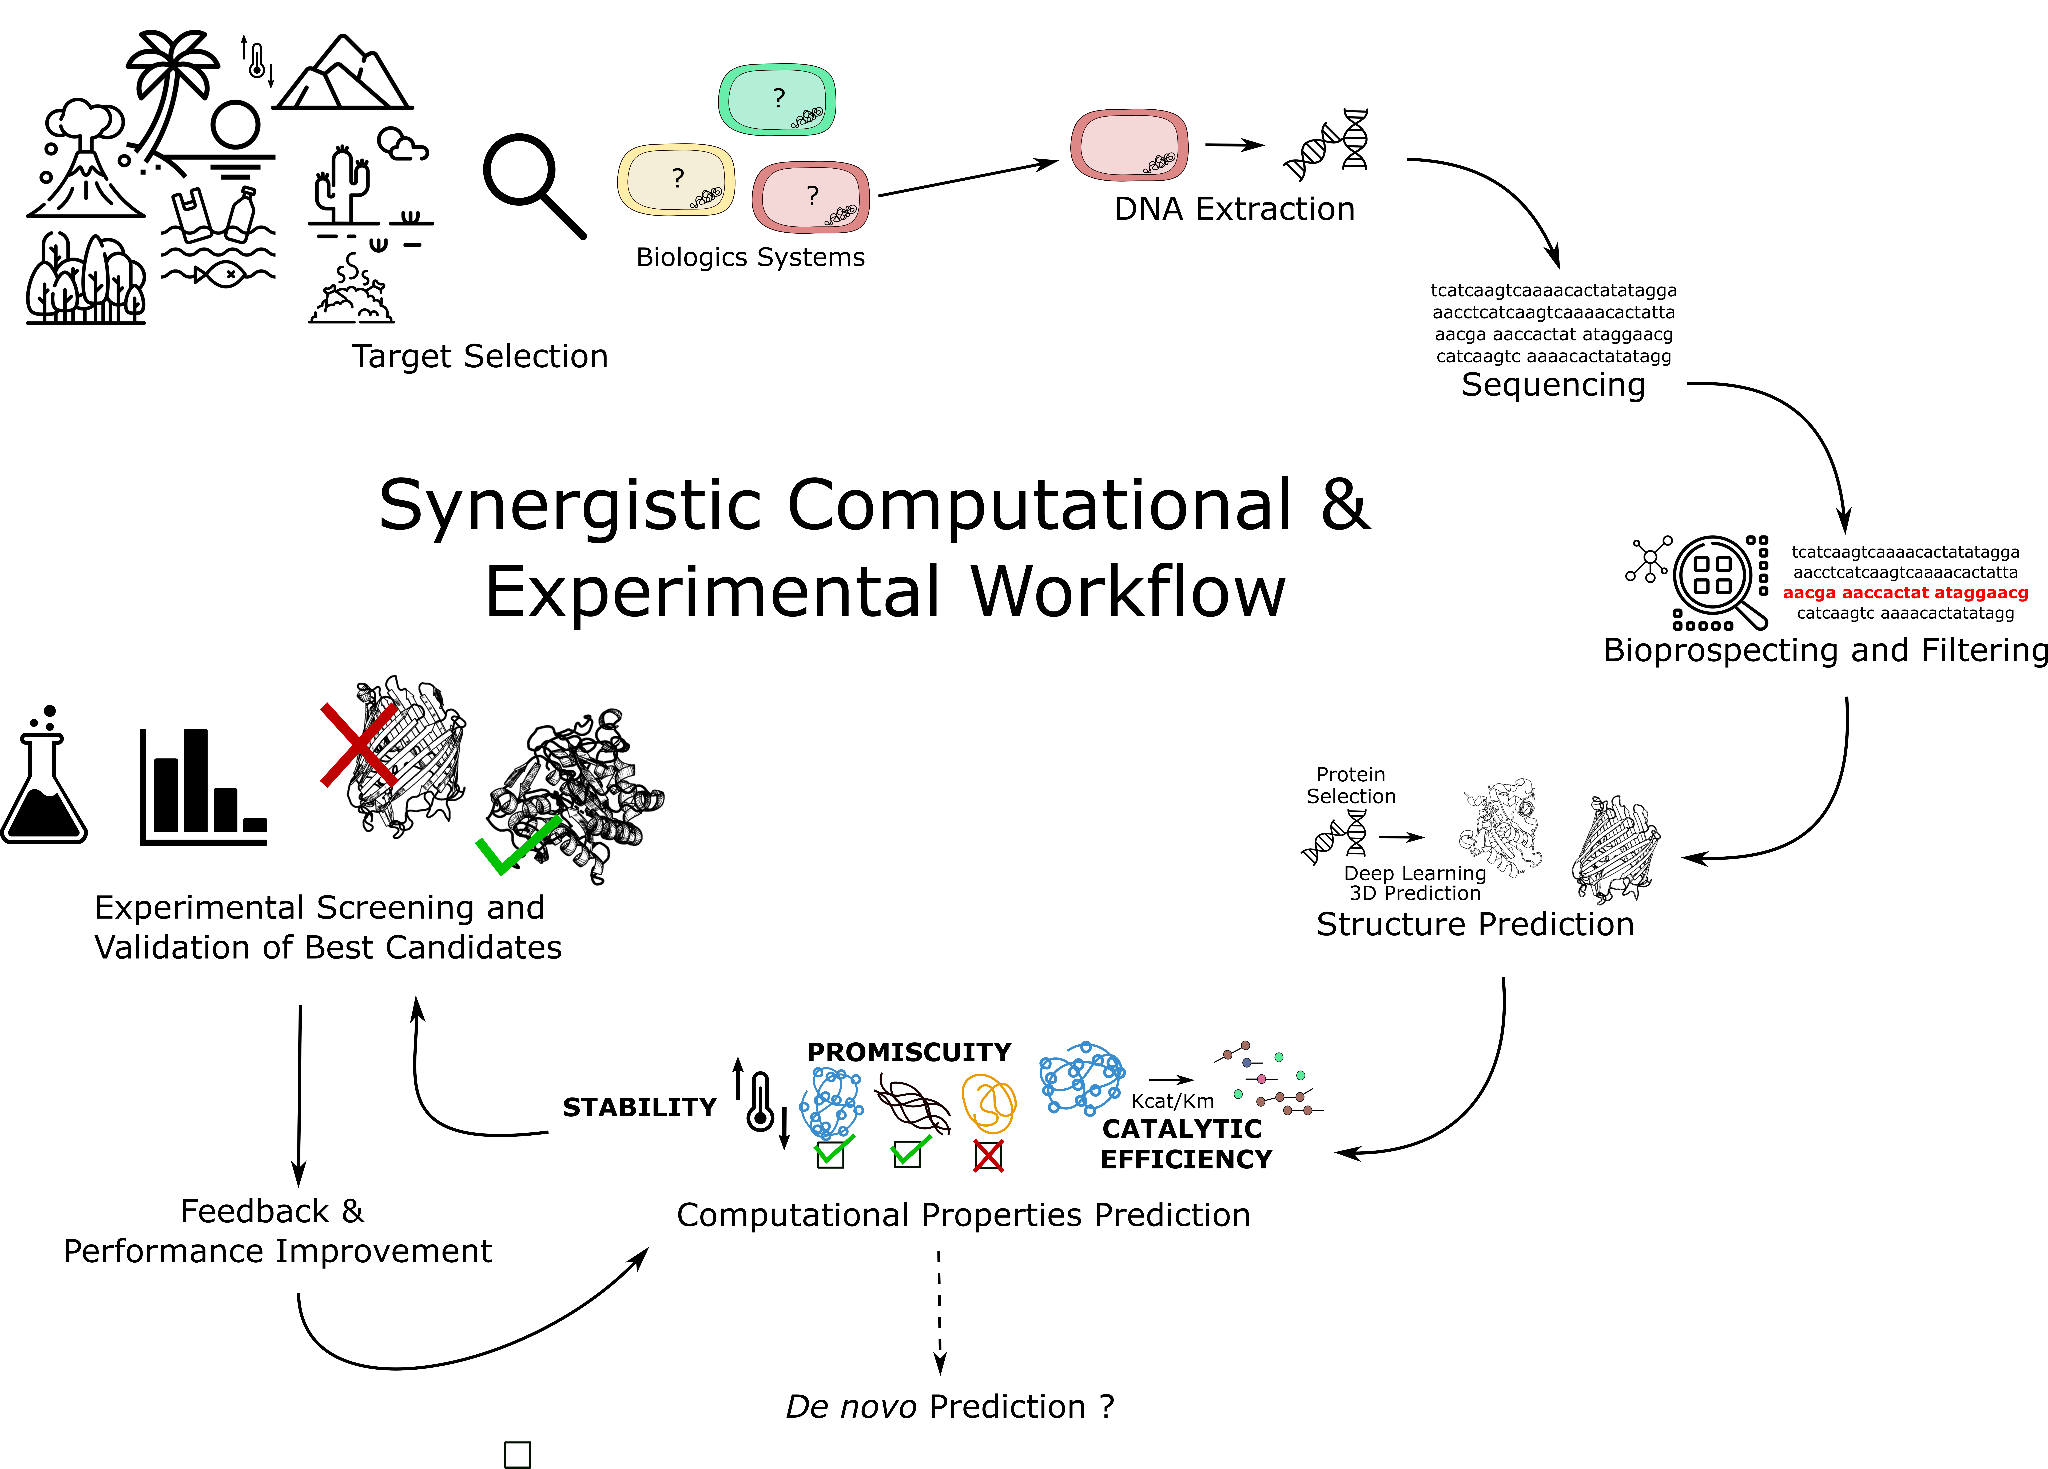 ?
?
?
Biologics Systems
Target Selection
DNA Extraction
tcatcaagtcaaaacactatatagga
aacctcatcaagtcaaaacactatta
aacga aaccactat ataggaacg
catcaagtc aaaacactatatagg
Sequencing
Synergistic Computational &
Experimental Workflow
tcatcaagtcaaaacactatatagga
aacctcatcaagtcaaaacactatta
aacga aaccactat ataggaacg
catcaagtc aaaacactatatagg
Bioprospecting and Filtering
Protein
Selection
Deep Learning
3D Prediction
Structure Prediction
Experimental Screening and
Validation of Best Candidates
PROMISCUITY
STABILITY
Kcat/Km
CATALYTIC
EFFICIENCY
Computational Properties Prediction
Feedback &
Performance Improvement
De novo Prediction ?